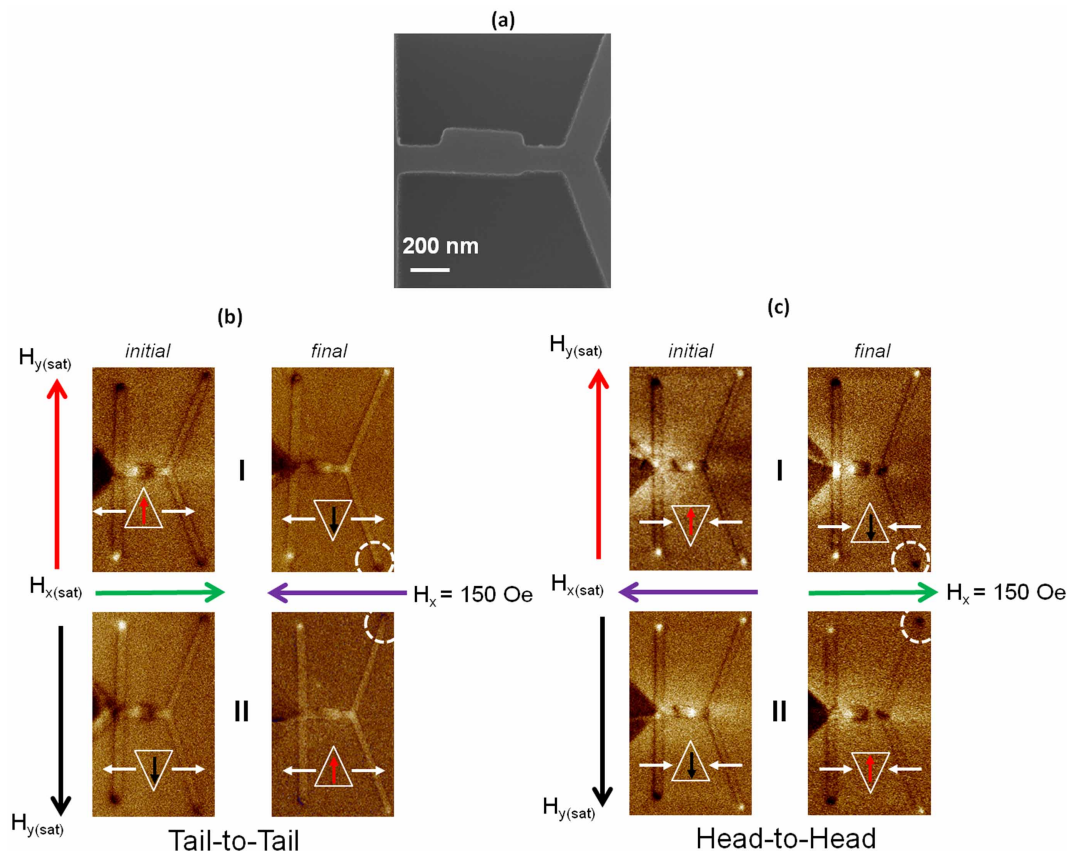 (a)
200 nm
(b)
(c)
initial
final
initial
final
Hy(sat)
Hy(sat)
I
I
Hx(sat)
Hx = 150 Oe
Hx(sat)
Hx = 150 Oe
II
II
Hy(sat)
Hy(sat)
Tail-to-Tail
Head-to-Head